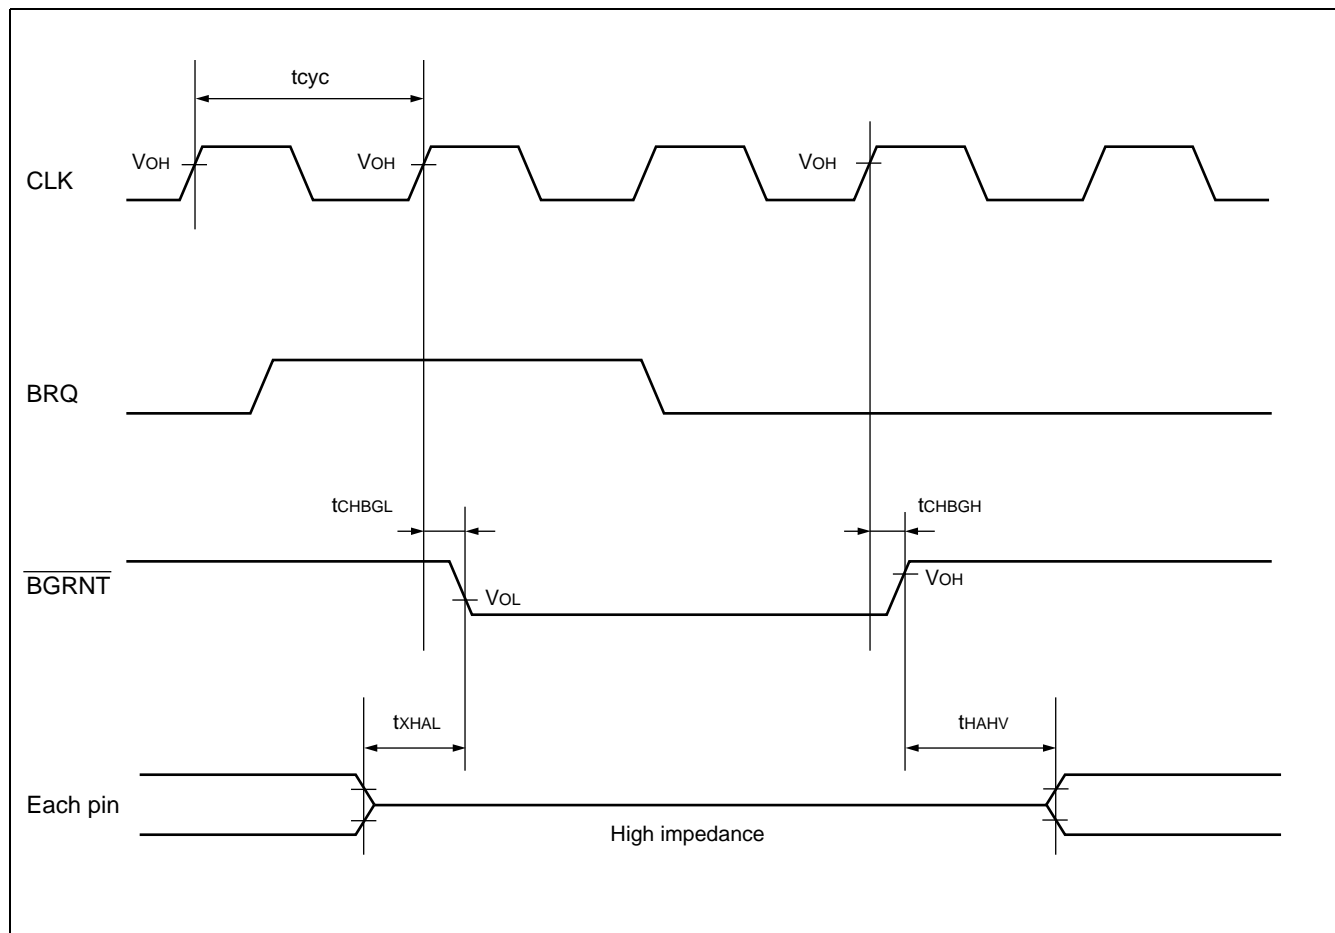 tCYC
VOH
VOH
VOH
CLK
BRQ
tCHBGL
tCHBGH
BGRNT
VOL
VOH
tXHAL
tHAHV
Each pin
High impedance